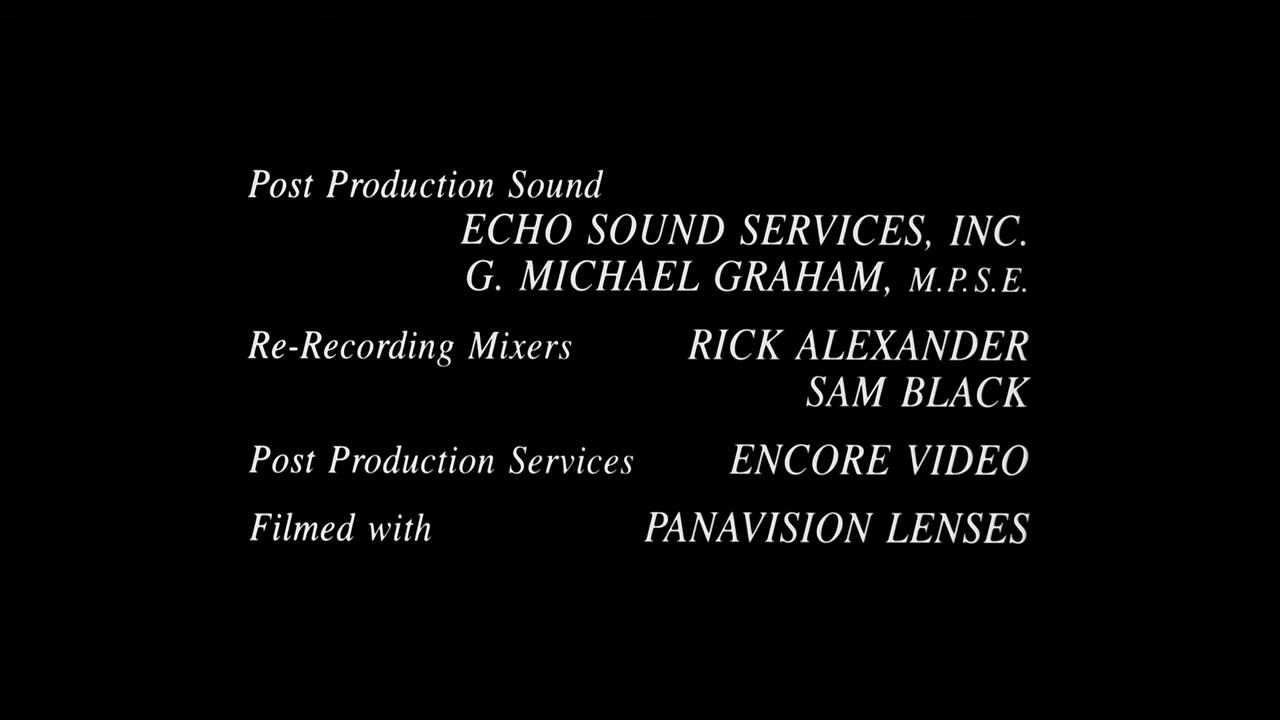 Post Production Sound
ECHO SOUND SERVICES, INC.
G. MICHAEL GRAHAM, M.P.S.E.
Re-Recording Mixers RICK ALEXANDER
SAM BLACK
Post Production Services ENCORE VIDEO
Filmed with PANAVISION LENSES